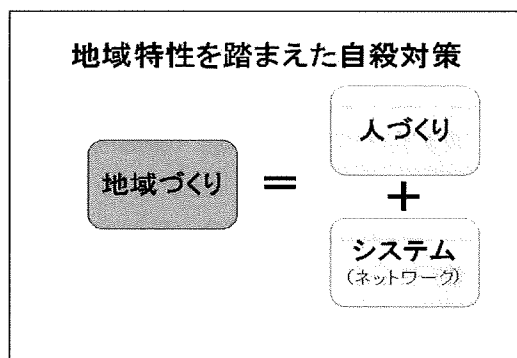 地域特性を踏まえた自殺対策
地域づくり
＝
人づくり
＋
システム
(ネットワーク)